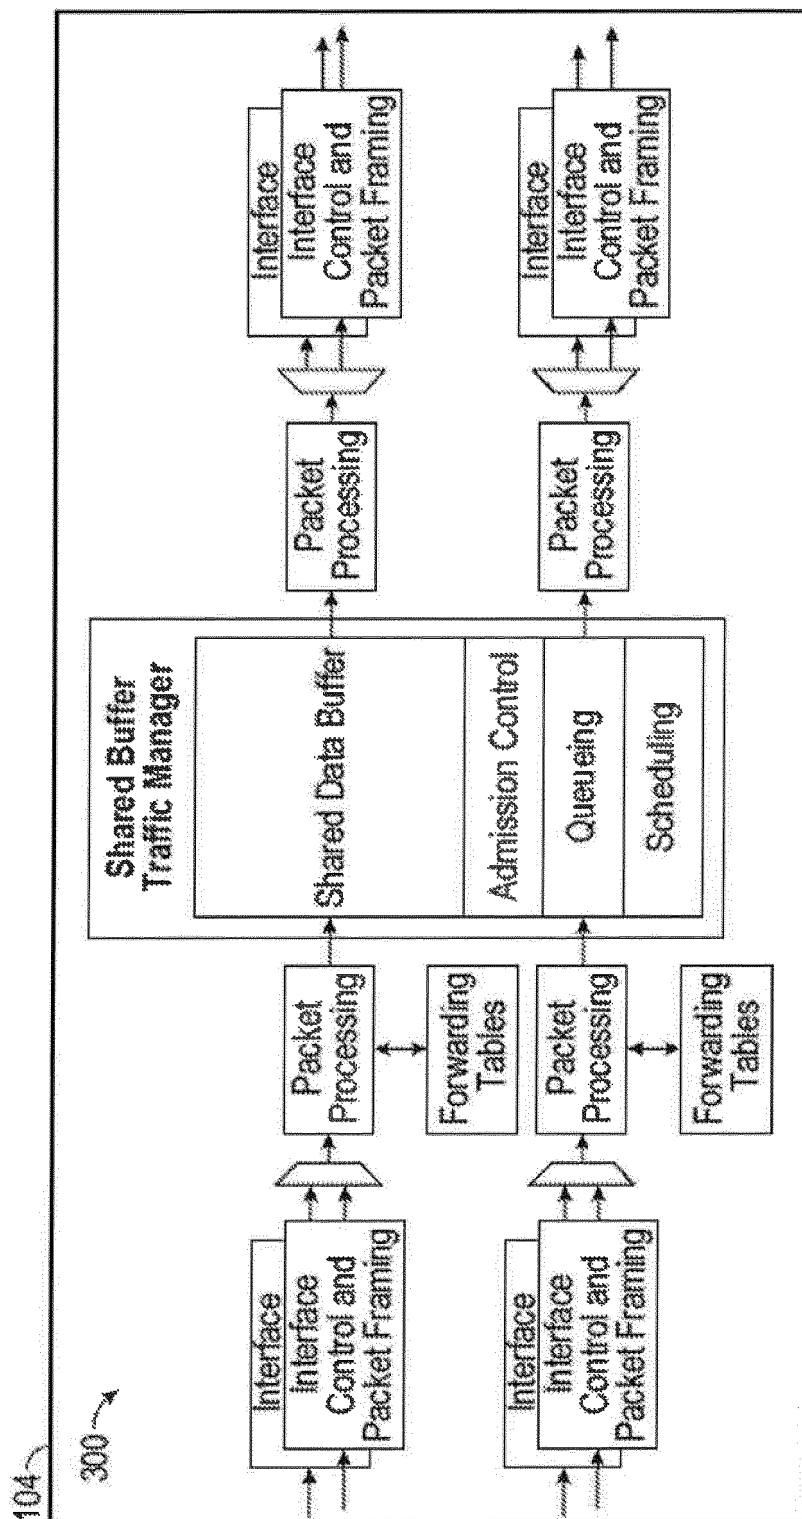 104
300
Interface
Interface
Control and
Packet Framing
Packet
Processing
Forwarding
Tables
Shared Buffer
Traffic Manager
Shared Data Buffer
Admission Control
Queueing
Scheduling
Packet
Processing
Interface
Interface
Control and
Packet Framing
Interface
Interface
Control and
Packet Framing
Packet
Processing
Forwarding
Tables
Packet
Processing
Interface
Interface
Control and
Packet Framing